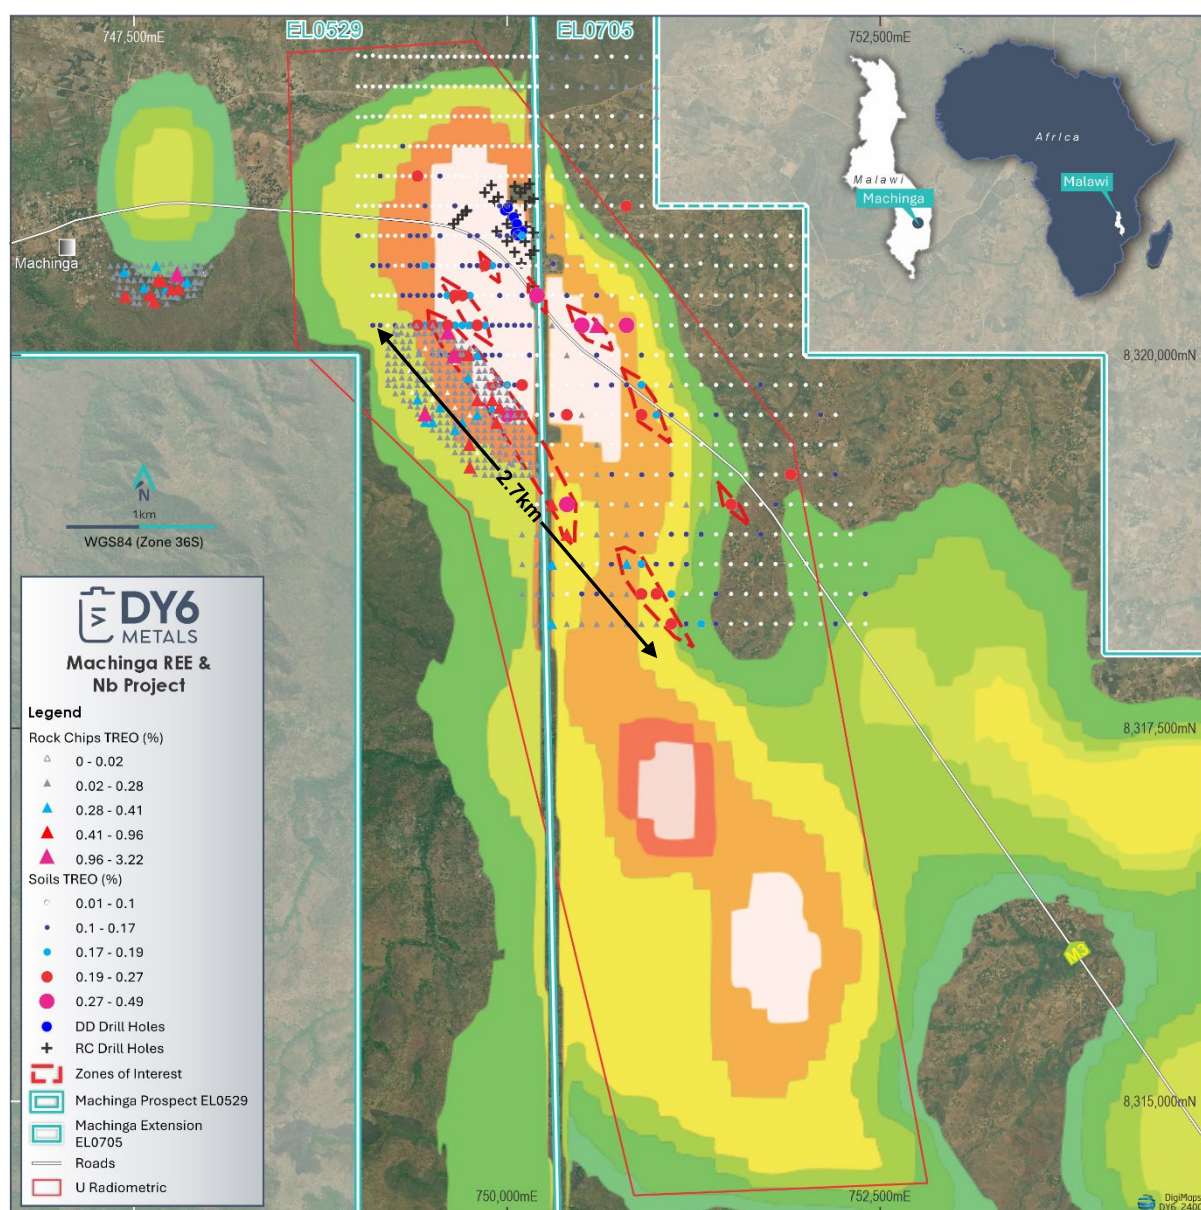 EL0529
EL0705
747,500mE
752,500mE
Africa
Malawi
Malawi
Machinga
Machinga
8,320,000mN
N
1km
WGS84 (Zone 36S)
2.7km
DY6
METALS
Machinga REE &
Nb Project
Legend
Rock Chips TREO (%)
0 - 0.02
0.02 - 0.28
0.28 - 0.41
0.41 - 0.96
0.96 - 3.22
Soils TREO (%)
0.01 - 0.1
0.1 - 0.17
0.17 - 0.19
0.19 - 0.27
0.27 - 0.49
DD Drill Holes
RC Drill Holes
Zones of Interest
Machinga Prospect EL0529
Machinga Extension
EL0705
Roads
U Radiometric
8,317,500mN
M3
8,315,000mN
750,000mE
752,500mE
DigiMaps